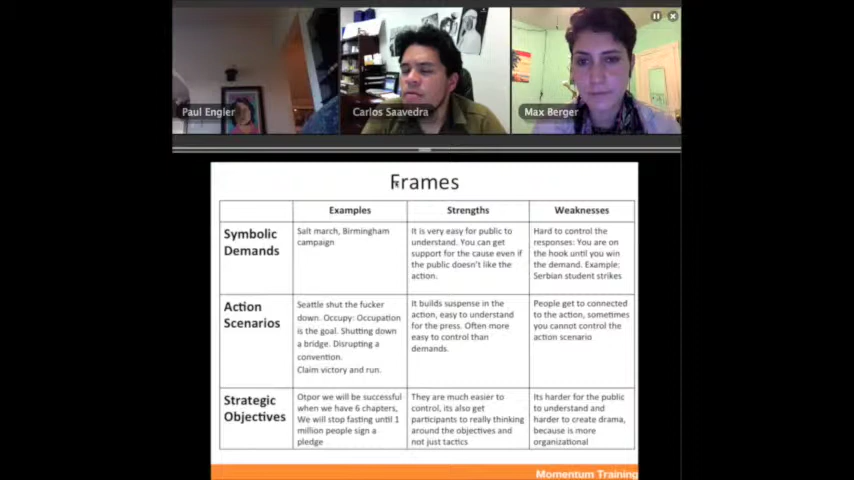 Paul Engler
Carlos Saavedra
Max Berger
Frames
Examples
Strengths
Weaknesses
Symbolic
Demands
Salt march, Birmingham
campaign
It is very easy for public to
understand. You can get
support for the cause even if
the public doesn't like the
action.
Hard to control the
responses: You are on
the hook until you win
the demand. Example:
Serbian student strikes
Action
Scenarios
Seattle shut the fucker
down. Occupy: Occupation
is the goal. Shutting down
a bridge. Disrupting a
convention.
Claim victory and run.
It builds suspense in the
action, easy to understand
for the press. Often more
easy to control than
demands.
People get to connected
to the action, sometimes
you cannot control the
action scenario
Strategic
Objectives
Otpor we will be successful
when we have 6 chapters,
We will stop fasting until 1
million people sign a
pledge
They are much easier to
control, its also get
participants to really thinking
around the objectives and
not just tactics
Its harder for the public
to understand and
harder to create drama,
because is more
organizational
Momentum Training